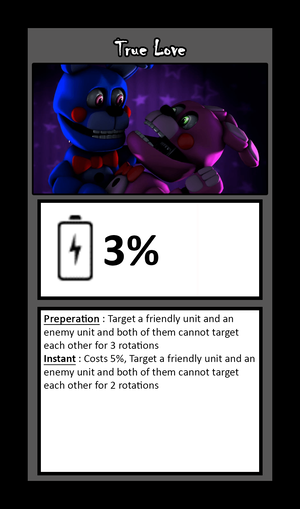 True Love
3%
Preperation : Target a friendly unit and an
enemy unit and both of them cannot target
each other for 3 rotations
Instant : Costs 5%, Target a friendly unit and an
enemy unit and both of them cannot target
each other for 2 rotations